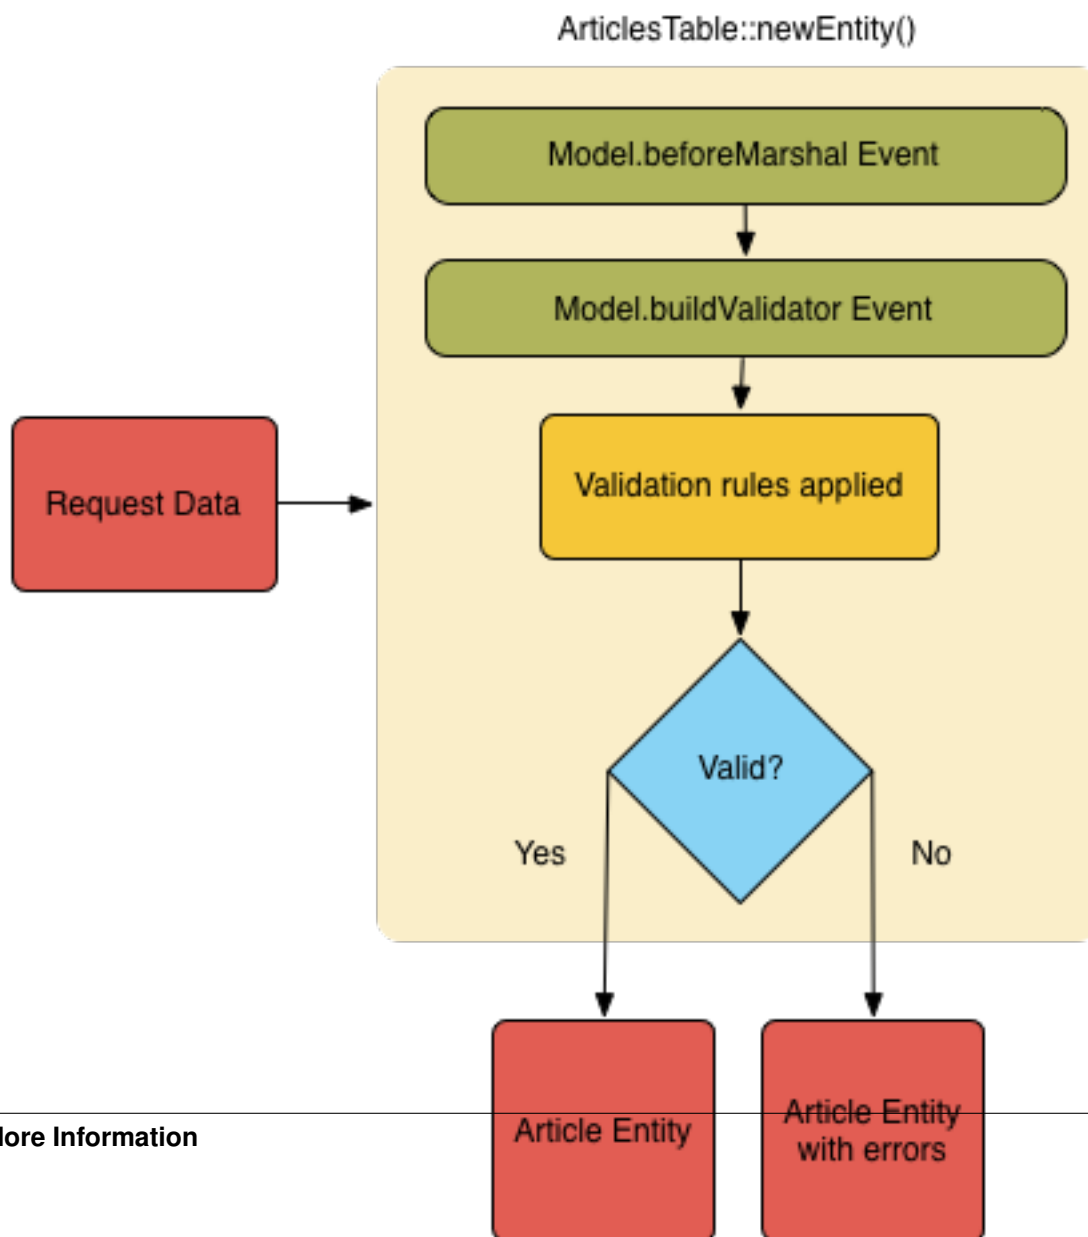 ArticlesTable::newEntity()
Model.beforeMarshal Event
Model.buildValidator Event
Validation rules applied
Request Data
Valid?
Yes
No
Article Entity
Article Entity
with errors
Information